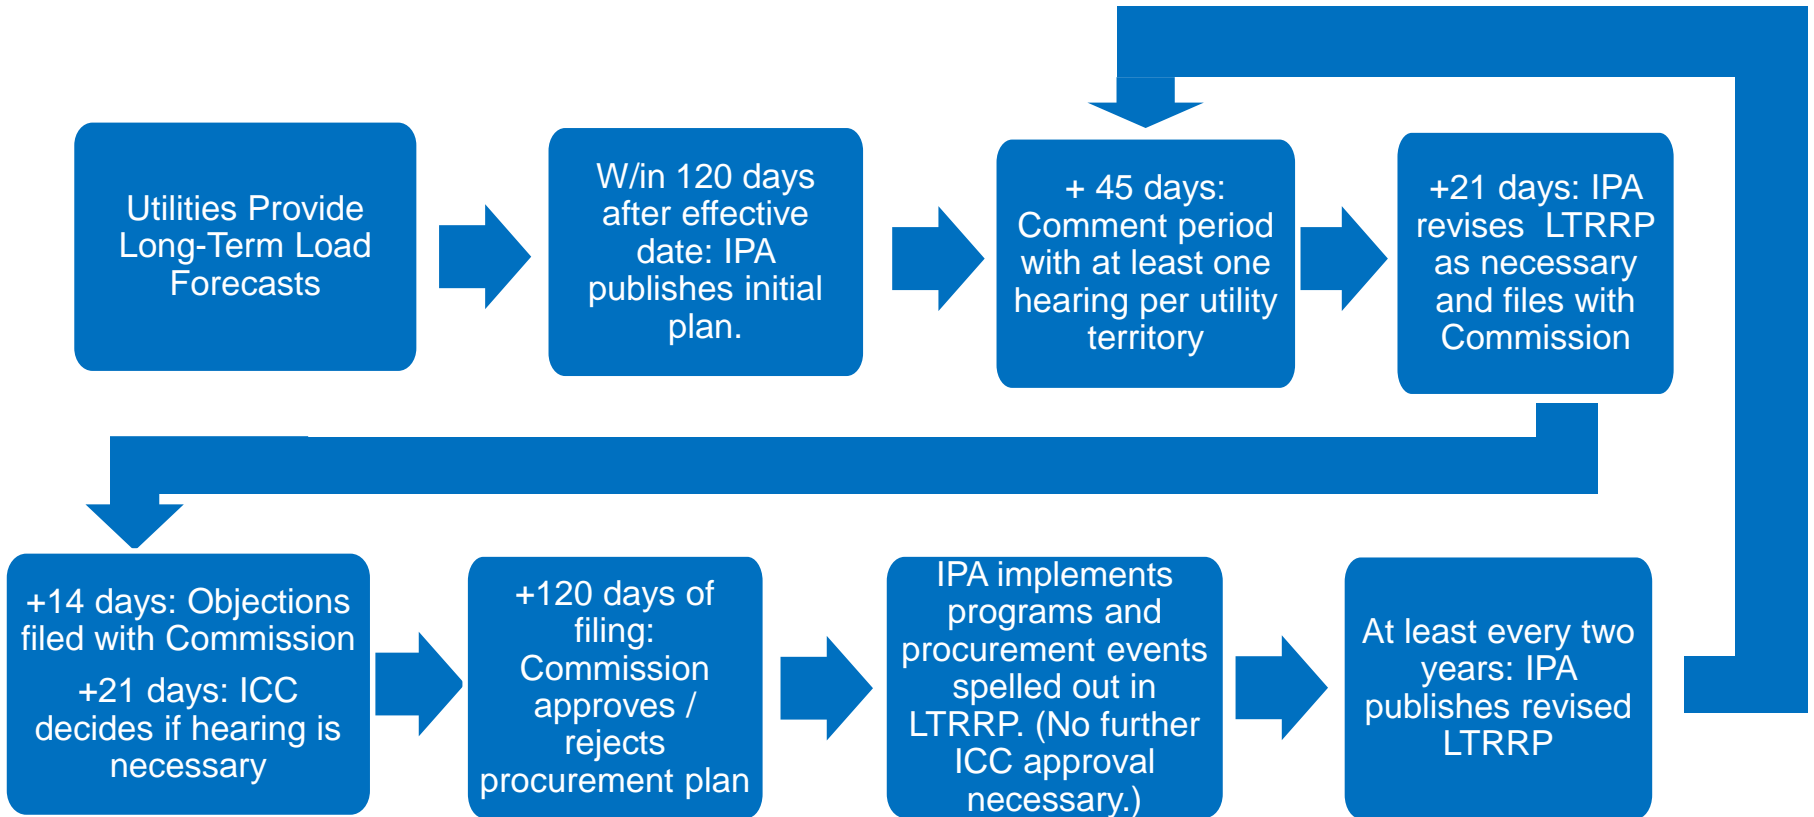 Utilities Provide
Long-Term Load
Forecasts
W/in 120 days
after effective
date: IPA
publishes initial
plan.
+ 45 days:
Comment period
with at least one
hearing per utility
territory
+21 days: IPA
revises LTRRP
as necessary
and files with
Commission
+14 days: Objections
filed with Commission
+21 days: ICC
decides if hearing is
necessary
+120 days of
filing:
Commission
approves /
rejects
procurement plan
IPA implements
programs and
procurement events
spelled out in
LTRRP. (No further
ICC approval
necessary.)
At least every two
years: IPA
publishes revised
LTRRP